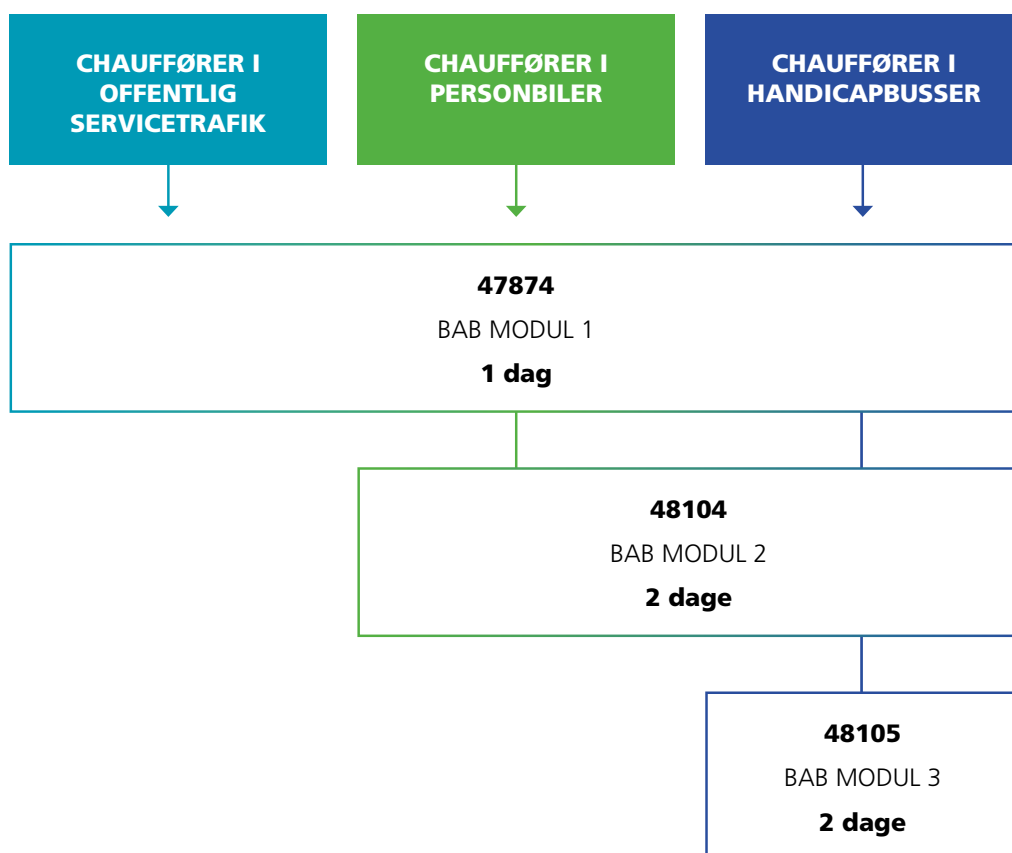 CHAUFFØRER I
OFFENTLIG
SERVICETRAFIK
CHAUFFØRER I
PERSONBILER
CHAUFFØRER I
HANDICAPBUSSER
47874
BAB MODUL 1
1 dag
48104
BAB MODUL 2
2 dage
48105
BAB MODUL 3
2 dage